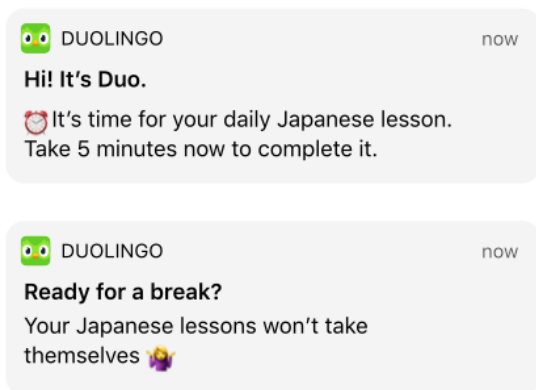 DUOLINGO now
Hi! It’s Duo.
⏰It’s time for your daily Japanese lesson.
Take 5 minutes now to complete it.
DUOLINGO now
Ready for a break?
Your Japanese lessons won’t take
themselves 🤷‍♀️